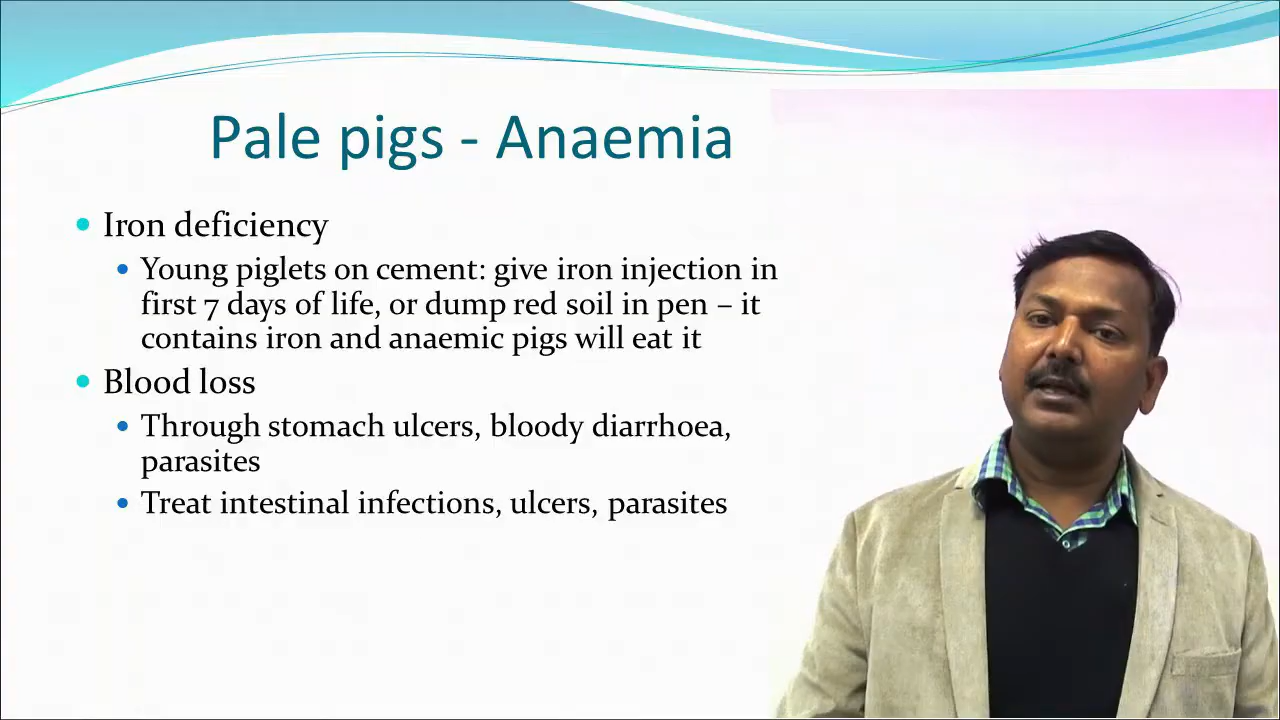 Pale pigs - Anaemia
• Iron deficiency
• Young piglets on cement: give iron injection in
first 7 days of life, or dump red soil in pen – it
contains iron and anaemic pigs will eat it
• Blood loss
• Through stomach ulcers, bloody diarrhoea,
parasites
• Treat intestinal infections, ulcers, parasites